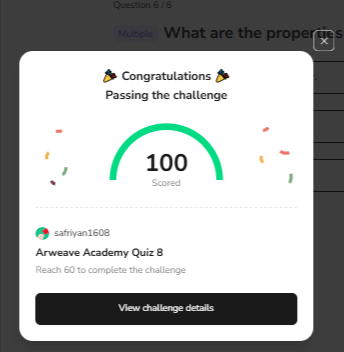 Question 6 / 6
Multiple What are the properties
Congratulations
Passing the challenge
100
Scored
safriyan1608
Arweave Academy Quiz 8
Reach 60 to complete the challenge
View challenge details